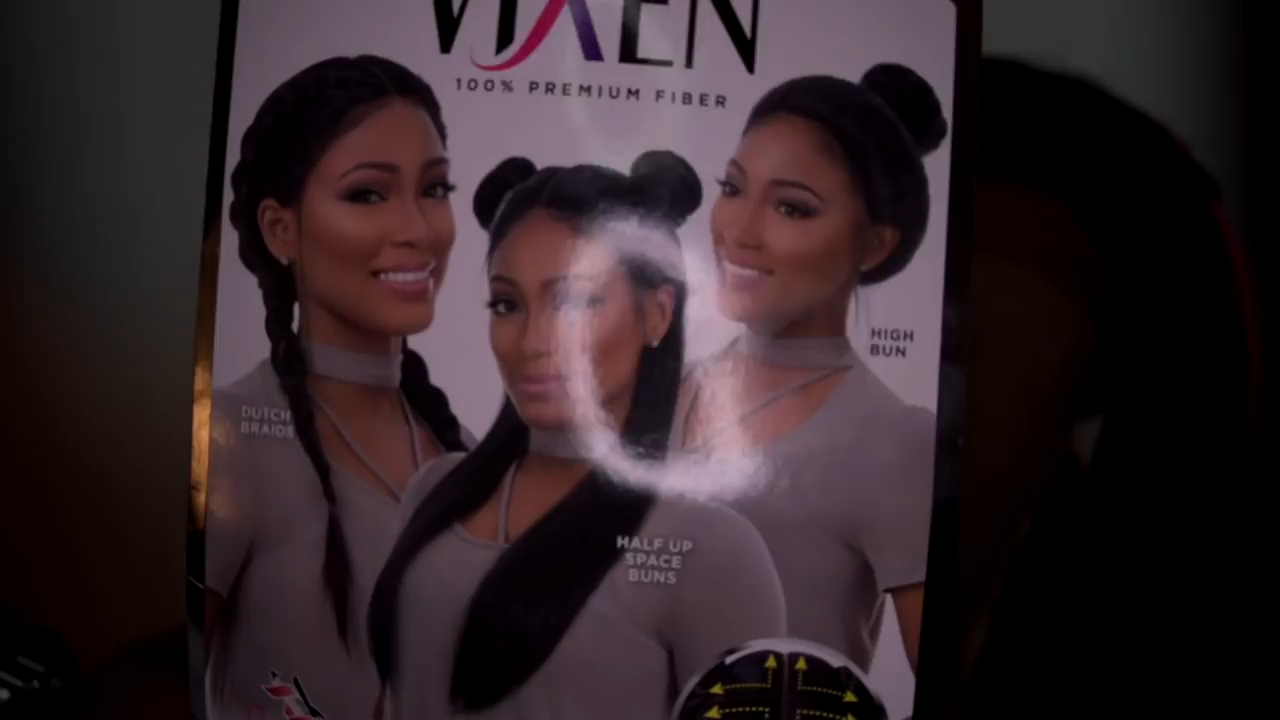 VIXEN
100% PREMIUM FIBER
HIGH
BUN
DUTCH
BRAIDS
HALF UP
SPACE
BUNS